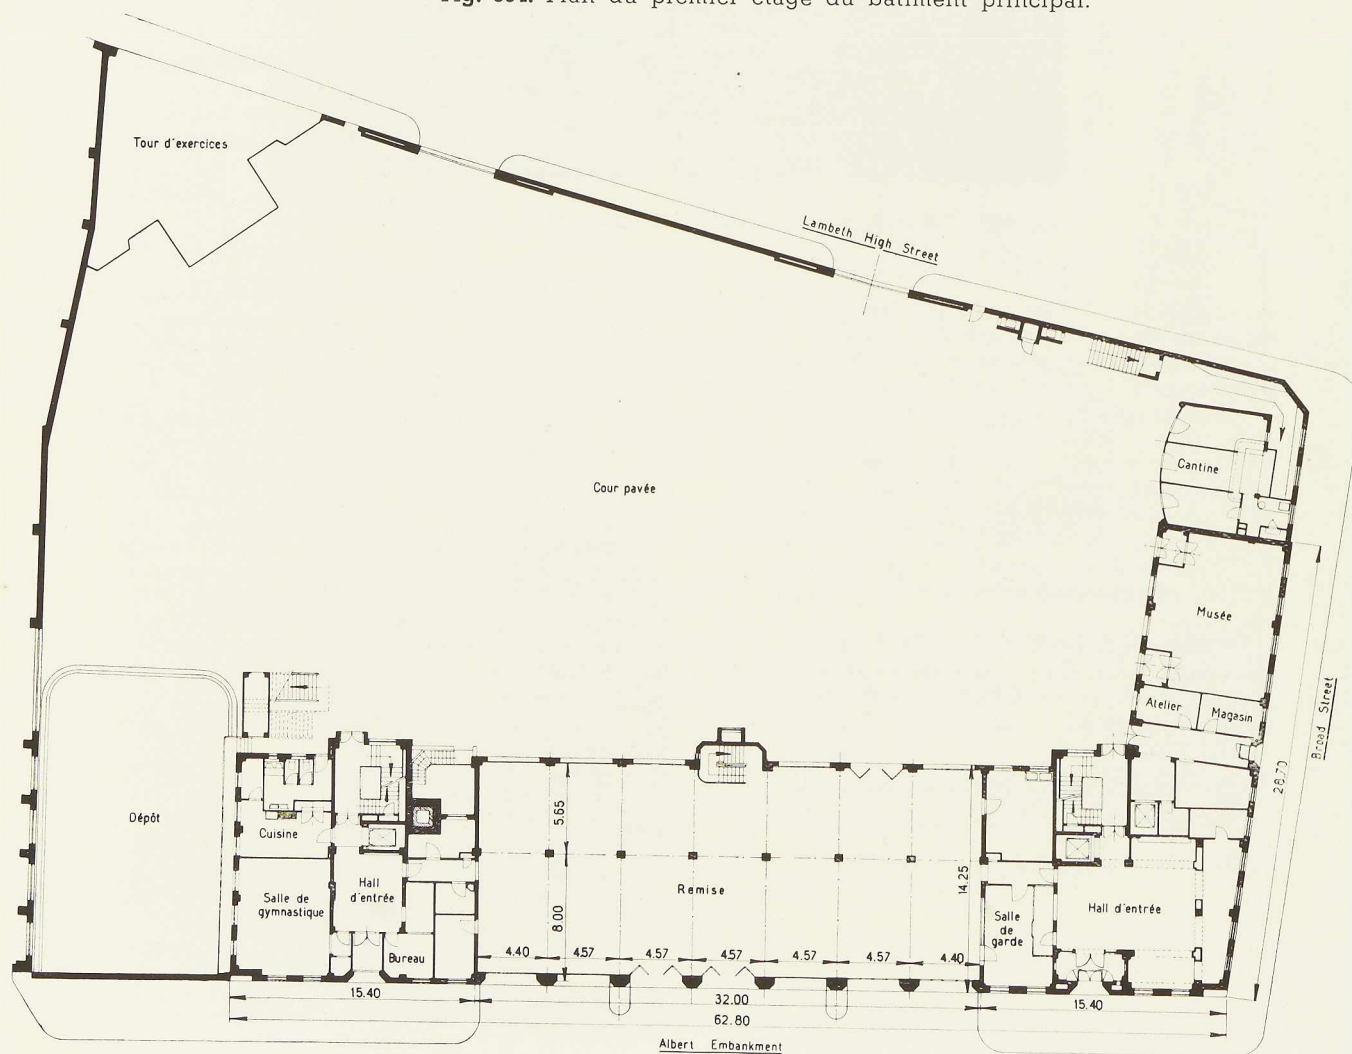 Fig. Plan du premier étage du bâtiment principal.
Tour d'exercices
Lambeth High Street
Cour pavée
Cantine
Musée
Atelier
Magasin
Broad Street
28.70
Dépôt
Cuisine
Salle de
gymnastique
Hall
d'entrée
Bureau
5.65
8.00
Remise
14.25
Salle
de
garde
Hall d'entrée
4.40
4.57
4.57
4.57
4.57
4.57
4.40
15.40
32.00
15.40
62.80
Albert Embankment